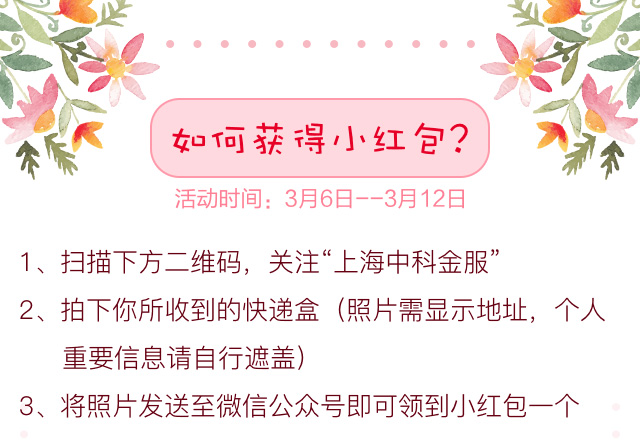 如何获得小红包?
活动时间：3月6日--3月12日
1、扫描下方二维码，关注“上海中科金服”
2、拍下你所收到的快递盒（照片需显示地址，个人
重要信息请自行遮盖）
3、将照片发送至微信公众号即可领到小红包一个